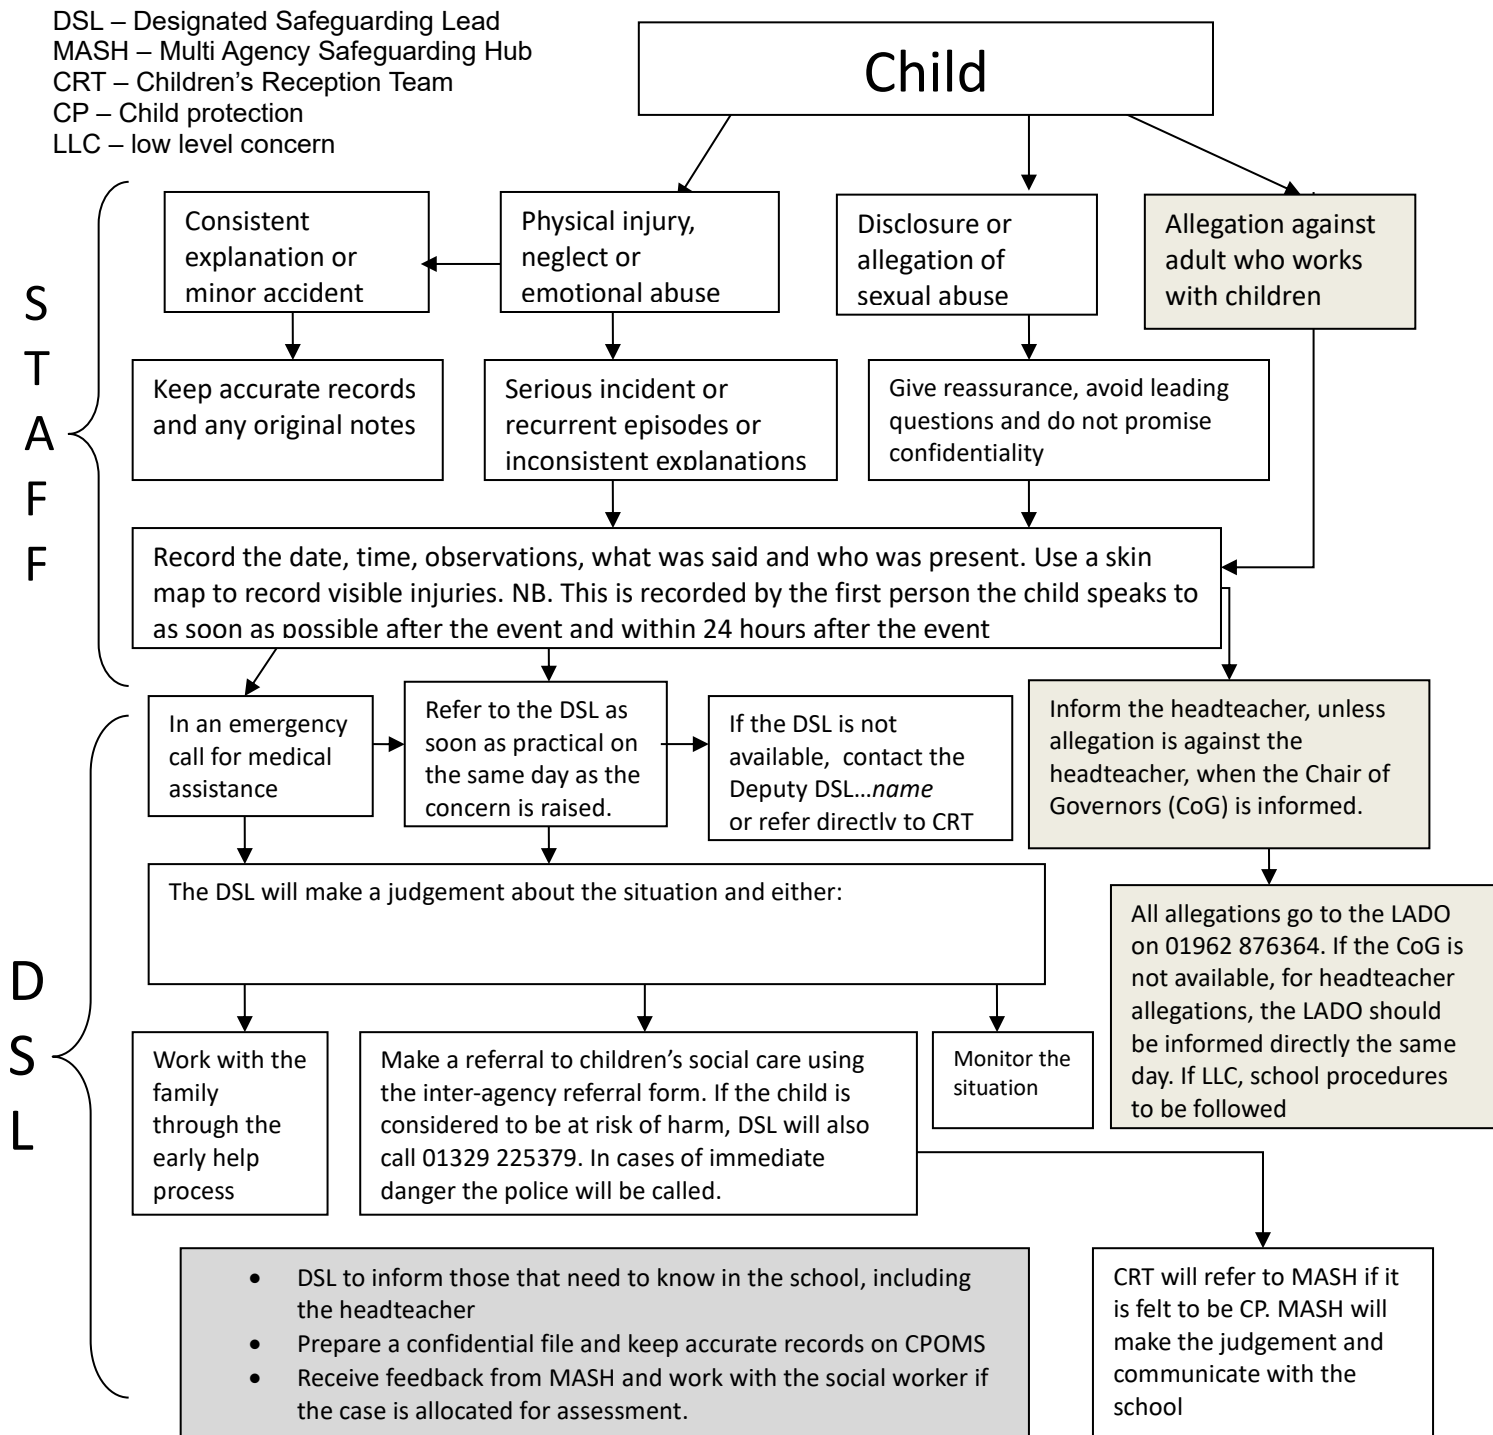 DSL – Designated Safeguarding Lead
MASH – Multi Agency Safeguarding Hub
CRT – Children's Reception Team
CP – Child protection
LLC – low level concern
Child
S
T
A
F
F
Consistent
explanation or
minor accident
Physical injury,
neglect or
emotional abuse
Disclosure or
allegation of
sexual abuse
Allegation against
adult who works
with children
Keep accurate records
and any original notes
Serious incident or
recurrent episodes or
inconsistent explanations
Give reassurance, avoid leading
questions and do not promise
confidentiality
Record the date, time, observations, what was said and who was present. Use a skin
map to record visible injuries. NB. This is recorded by the first person the child speaks to
as soon as possible after the event and within 24 hours after the event
D
S
L
In an emergency
call for medical
assistance
Refer to the DSL as
soon as practical on
the same day as the
concern is raised.
If the DSL is not
available,  contact the
Deputy DSL...name
or refer directly to CRT
Inform the headteacher, unless
allegation is against the
headteacher, when the Chair of
Governors (CoG) is informed.
The DSL will make a judgement about the situation and either:
All allegations go to the LADO
on 01962 876364. If the CoG is
not available, for headteacher
allegations, the LADO should
be informed directly the same
day. If LLC, school procedures
to be followed
Work with the
family
through the
early help
process
Make a referral to children's social care using
the inter-agency referral form. If the child is
considered to be at risk of harm, DSL will also
call 01329 225379. In cases of immediate
danger the police will be called.
Monitor the
situation
• DSL to inform those that need to know in the school, including
the headteacher
• Prepare a confidential file and keep accurate records on CPOMS
• Receive feedback from MASH and work with the social worker if
the case is allocated for assessment.
CRT will refer to MASH if it
is felt to be CP. MASH will
make the judgement and
communicate with the
school